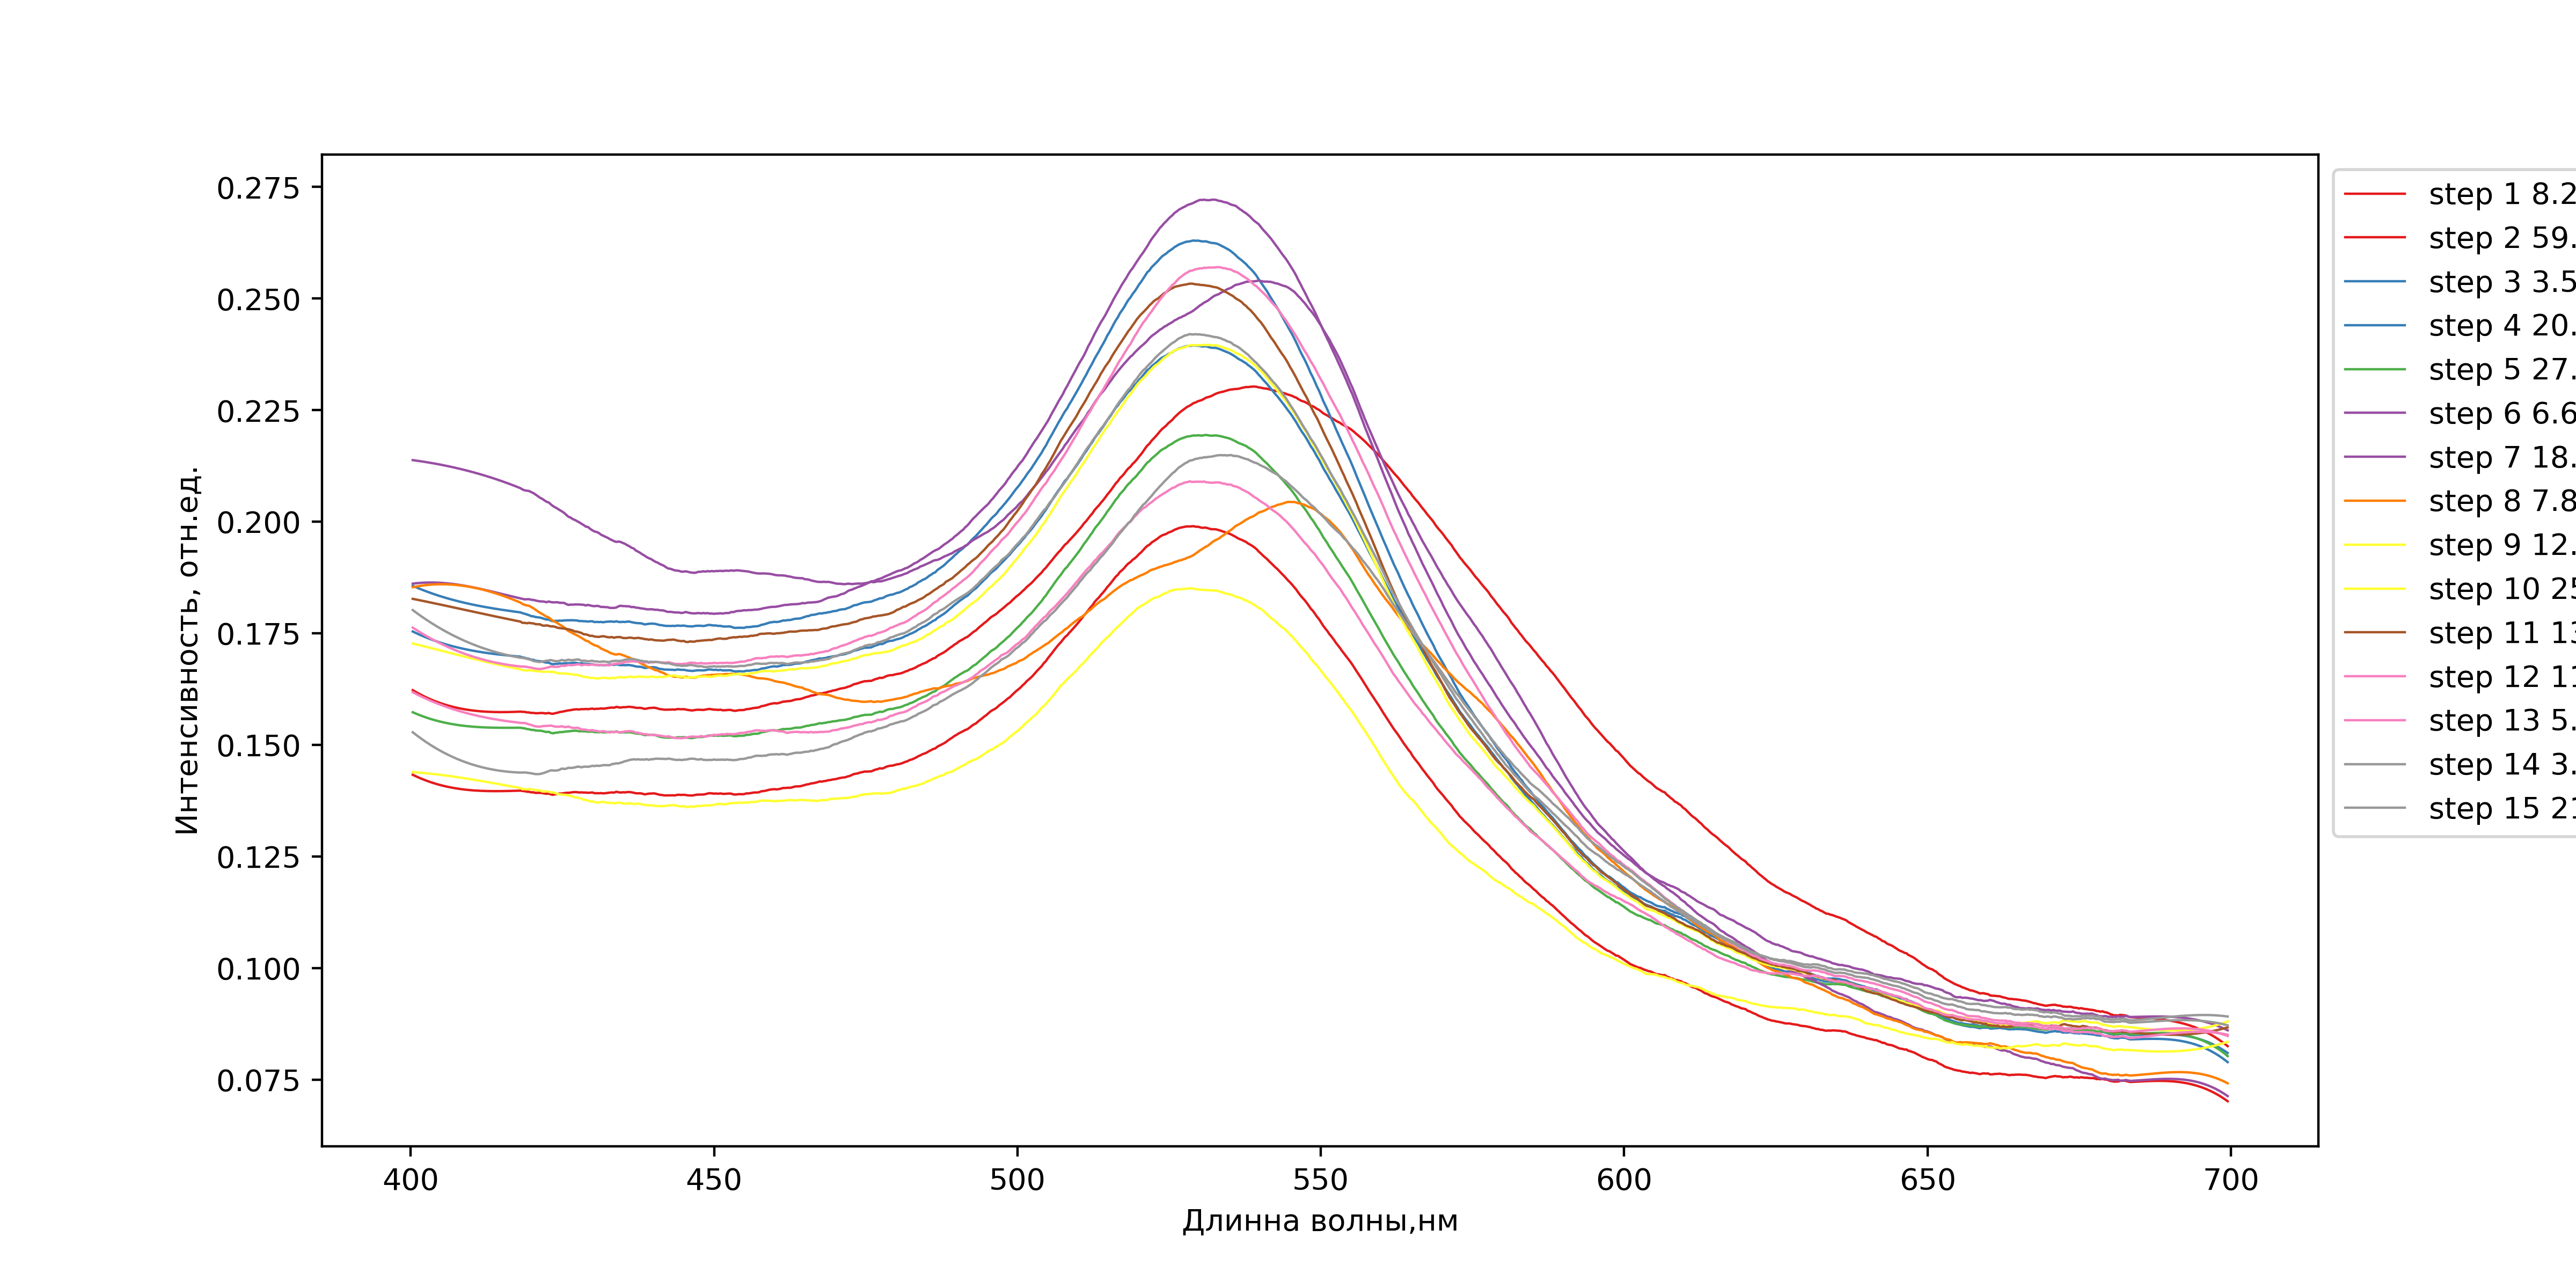 Интенсивность, отн.ед.
0.275
0.250
0.225
0.200
0.175
0.150
0.125
0.100
0.075
400 450 500 550 600 650 700
Длинна волны,нм
step 1 8.2
step 2 59.
step 3 3.5
step 4 20.
step 5 27.
step 6 6.6
step 7 18.
step 8 7.8
step 9 12.
step 10 25
step 11 13
step 12 11
step 13 5.
step 14 3.
step 15 21